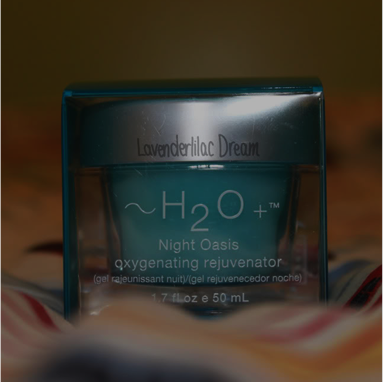 Lavenderlilac Dream
~H2O+™
Night Oasis
oxygenating rejuvenator
(gel rajeunissant nuit)/(gel rejuvenecedor noche)
1.7 fl.oz e 50 mL